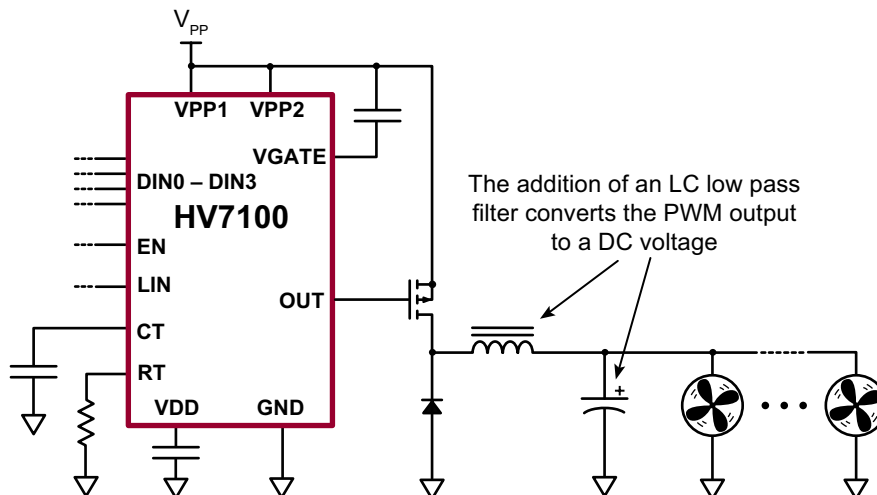 VPP
VPP1 VPP2
VGATE
DIN0 – DIN3
HV7100
EN
LIN
OUT
CT
RT
VDD GND
The addition of an LC low pass
filter converts the PWM output
to a DC voltage
+